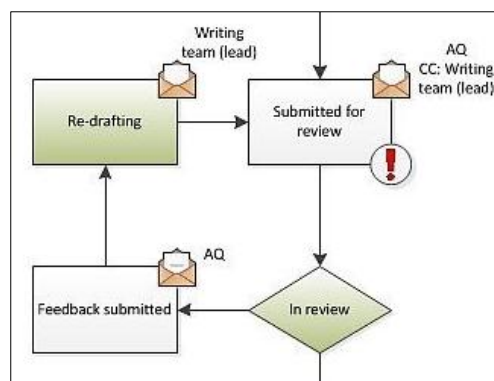 Writing
team (lead)
AQ
CC: Writing
team (lead)
Re-drafting
Submitted for
review
AQ
Feedback submitted
In review